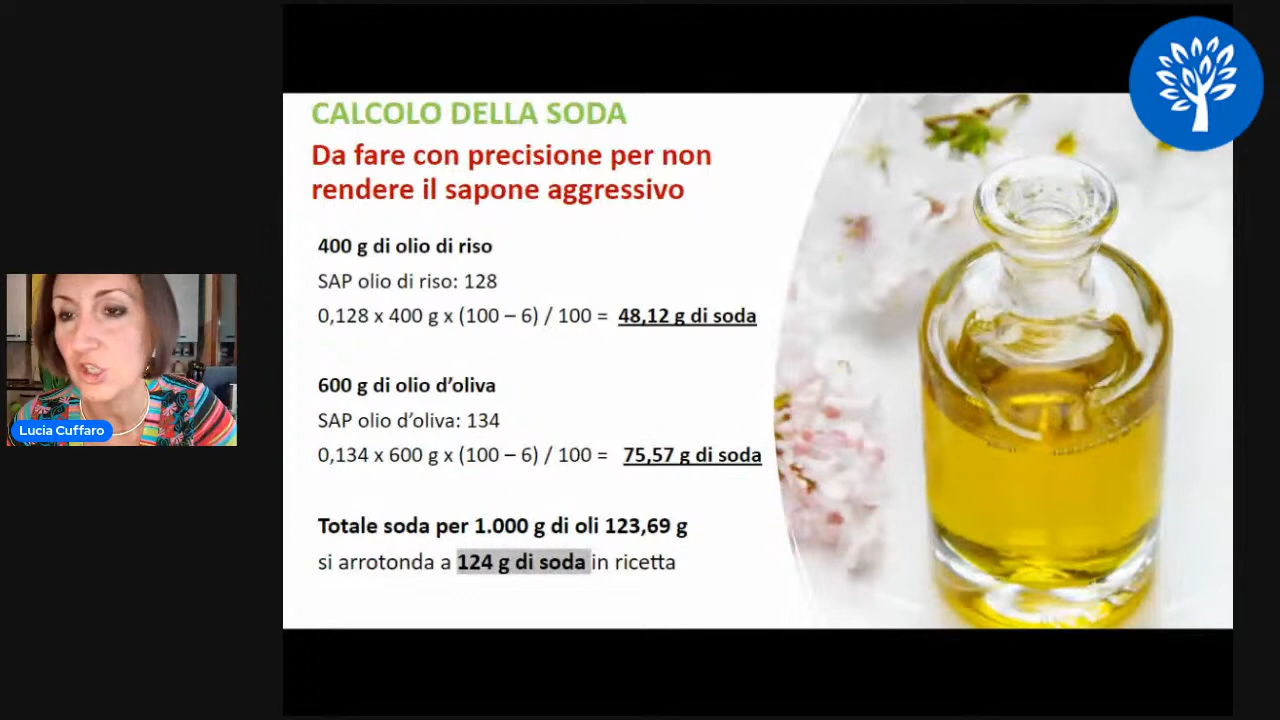 CALCOLO DELLA SODA
Da fare con precisione per non
rendere il sapone aggressivo
400 g di olio di riso
SAP olio di riso: 128
0,128 x 400 g x (100 – 6) / 100 = 48,12 g di soda
600 g di olio d’oliva
SAP olio d’oliva: 134
0,134 x 600 g x (100 – 6) / 100 = 75,57 g di soda
Totale soda per 1.000 g di oli 123,69 g
si arrotonda a 124 g di soda in ricetta
Lucia Cuffaro